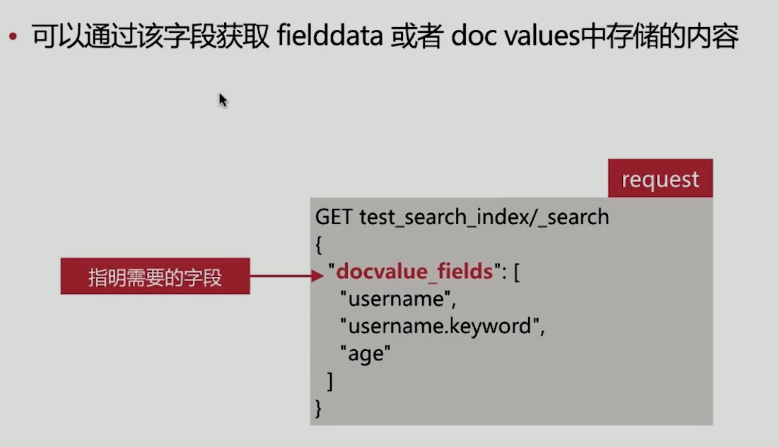 • 可以通过该字段获取 fielddata 或者 doc values中存储的内容
request
GET test_search_index/_search
{
指明需要的字段
"docvalue_fields": [
"username",
"username.keyword",
"age"
]
}